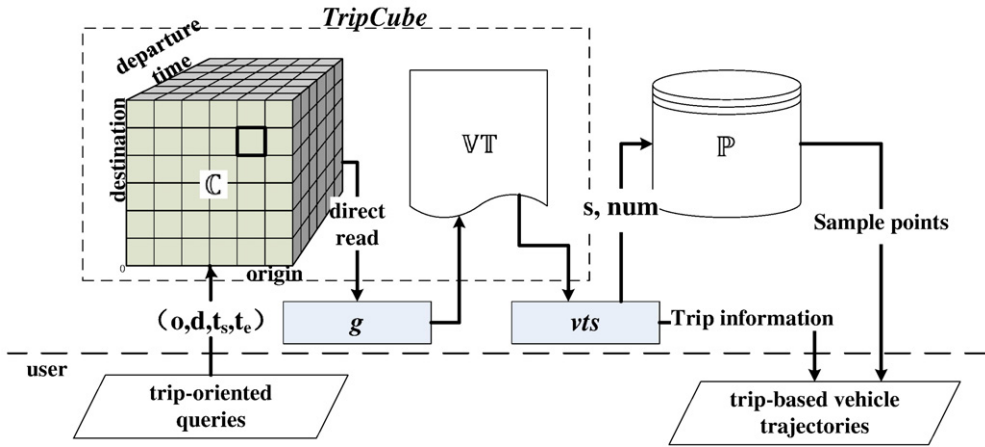 TripCube
departure
time
destination
ℂ
𝕍𝕋
ℙ
direct
read
s, num
Sample points
0
origin
(o,d,tₛ,tₑ)
g
vts
Trip information
user
trip-oriented
queries
trip-based vehicle
trajectories